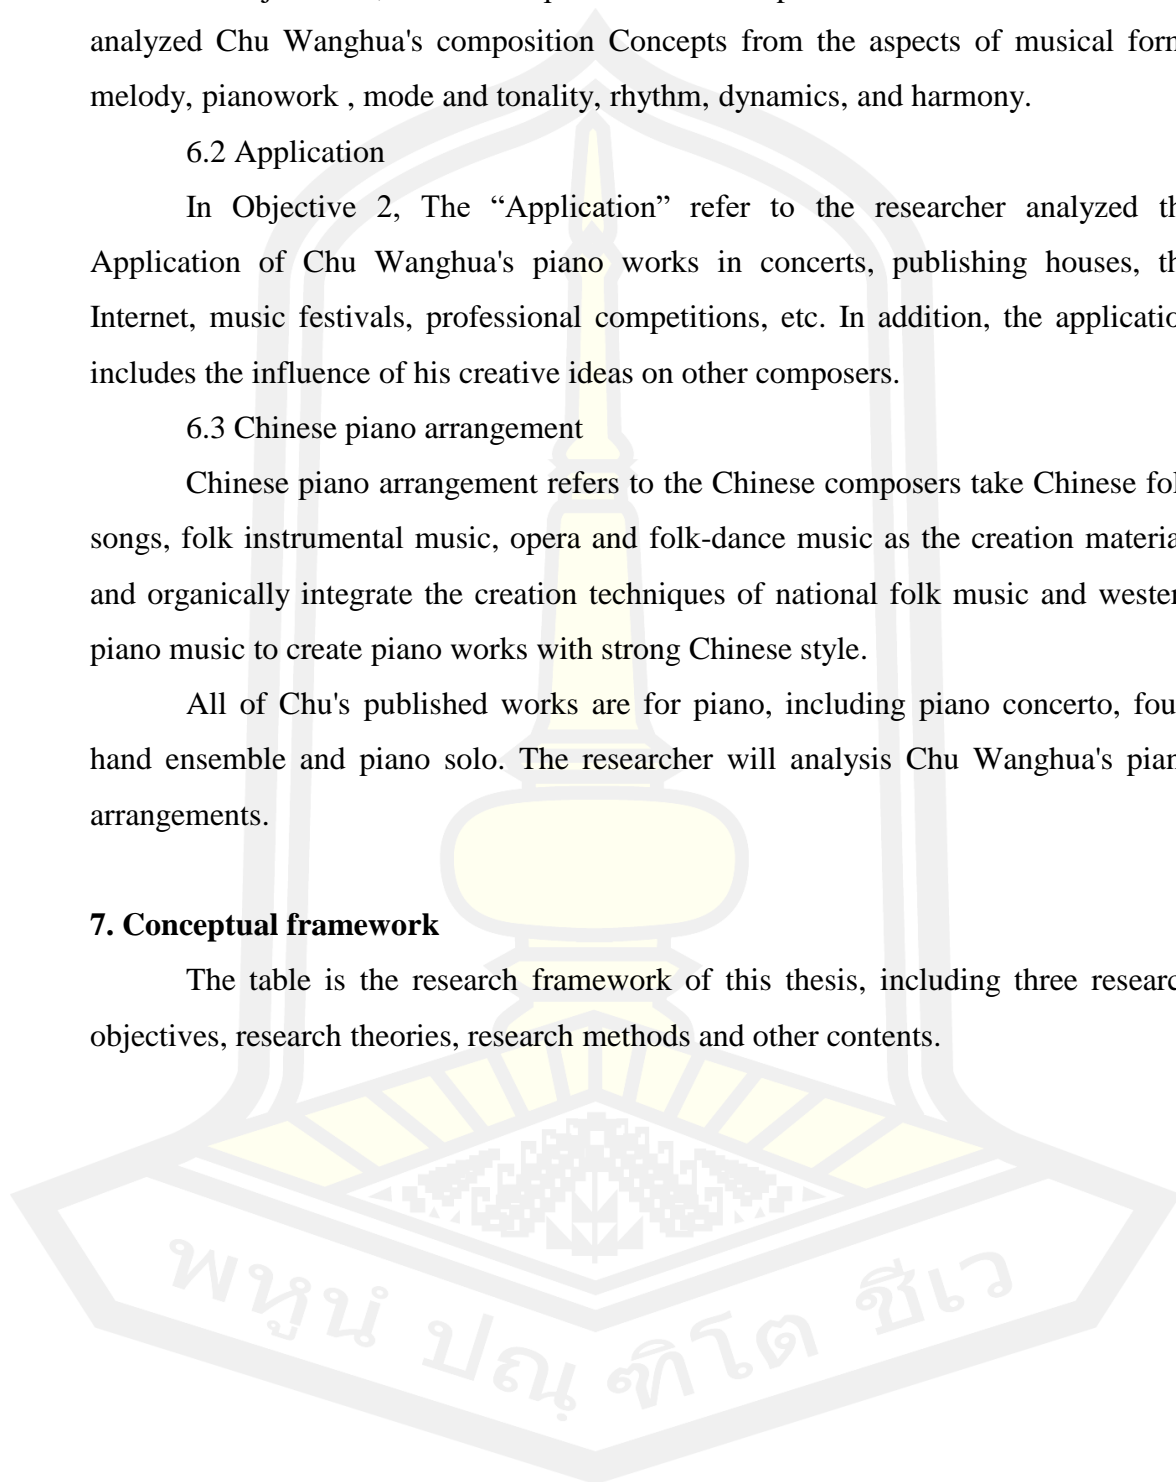 analyzed Chu Wanghua's composition Concepts from the aspects of musical form
melody, pianowork , mode and tonality, rhythm, dynamics, and harmony.
6.2 Application
In Objective 2, The “Application” refer to the researcher analyzed th
Application of Chu Wanghua's piano works in concerts, publishing houses, th
Internet, music festivals, professional competitions, etc. In addition, the applicatio
includes the influence of his creative ideas on other composers.
6.3 Chinese piano arrangement
Chinese piano arrangement refers to the Chinese composers take Chinese fol
songs, folk instrumental music, opera and folk-dance music as the creation materia
and organically integrate the creation techniques of national folk music and wester
piano music to create piano works with strong Chinese style.
All of Chu's published works are for piano, including piano concerto, fou
hand ensemble and piano solo. The researcher will analysis Chu Wanghua's pian
arrangements.
7. Conceptual framework
The table is the research framework of this thesis, including three researc
objectives, research theories, research methods and other contents.
พหูนํ ปณฺฑิโต ชีเว